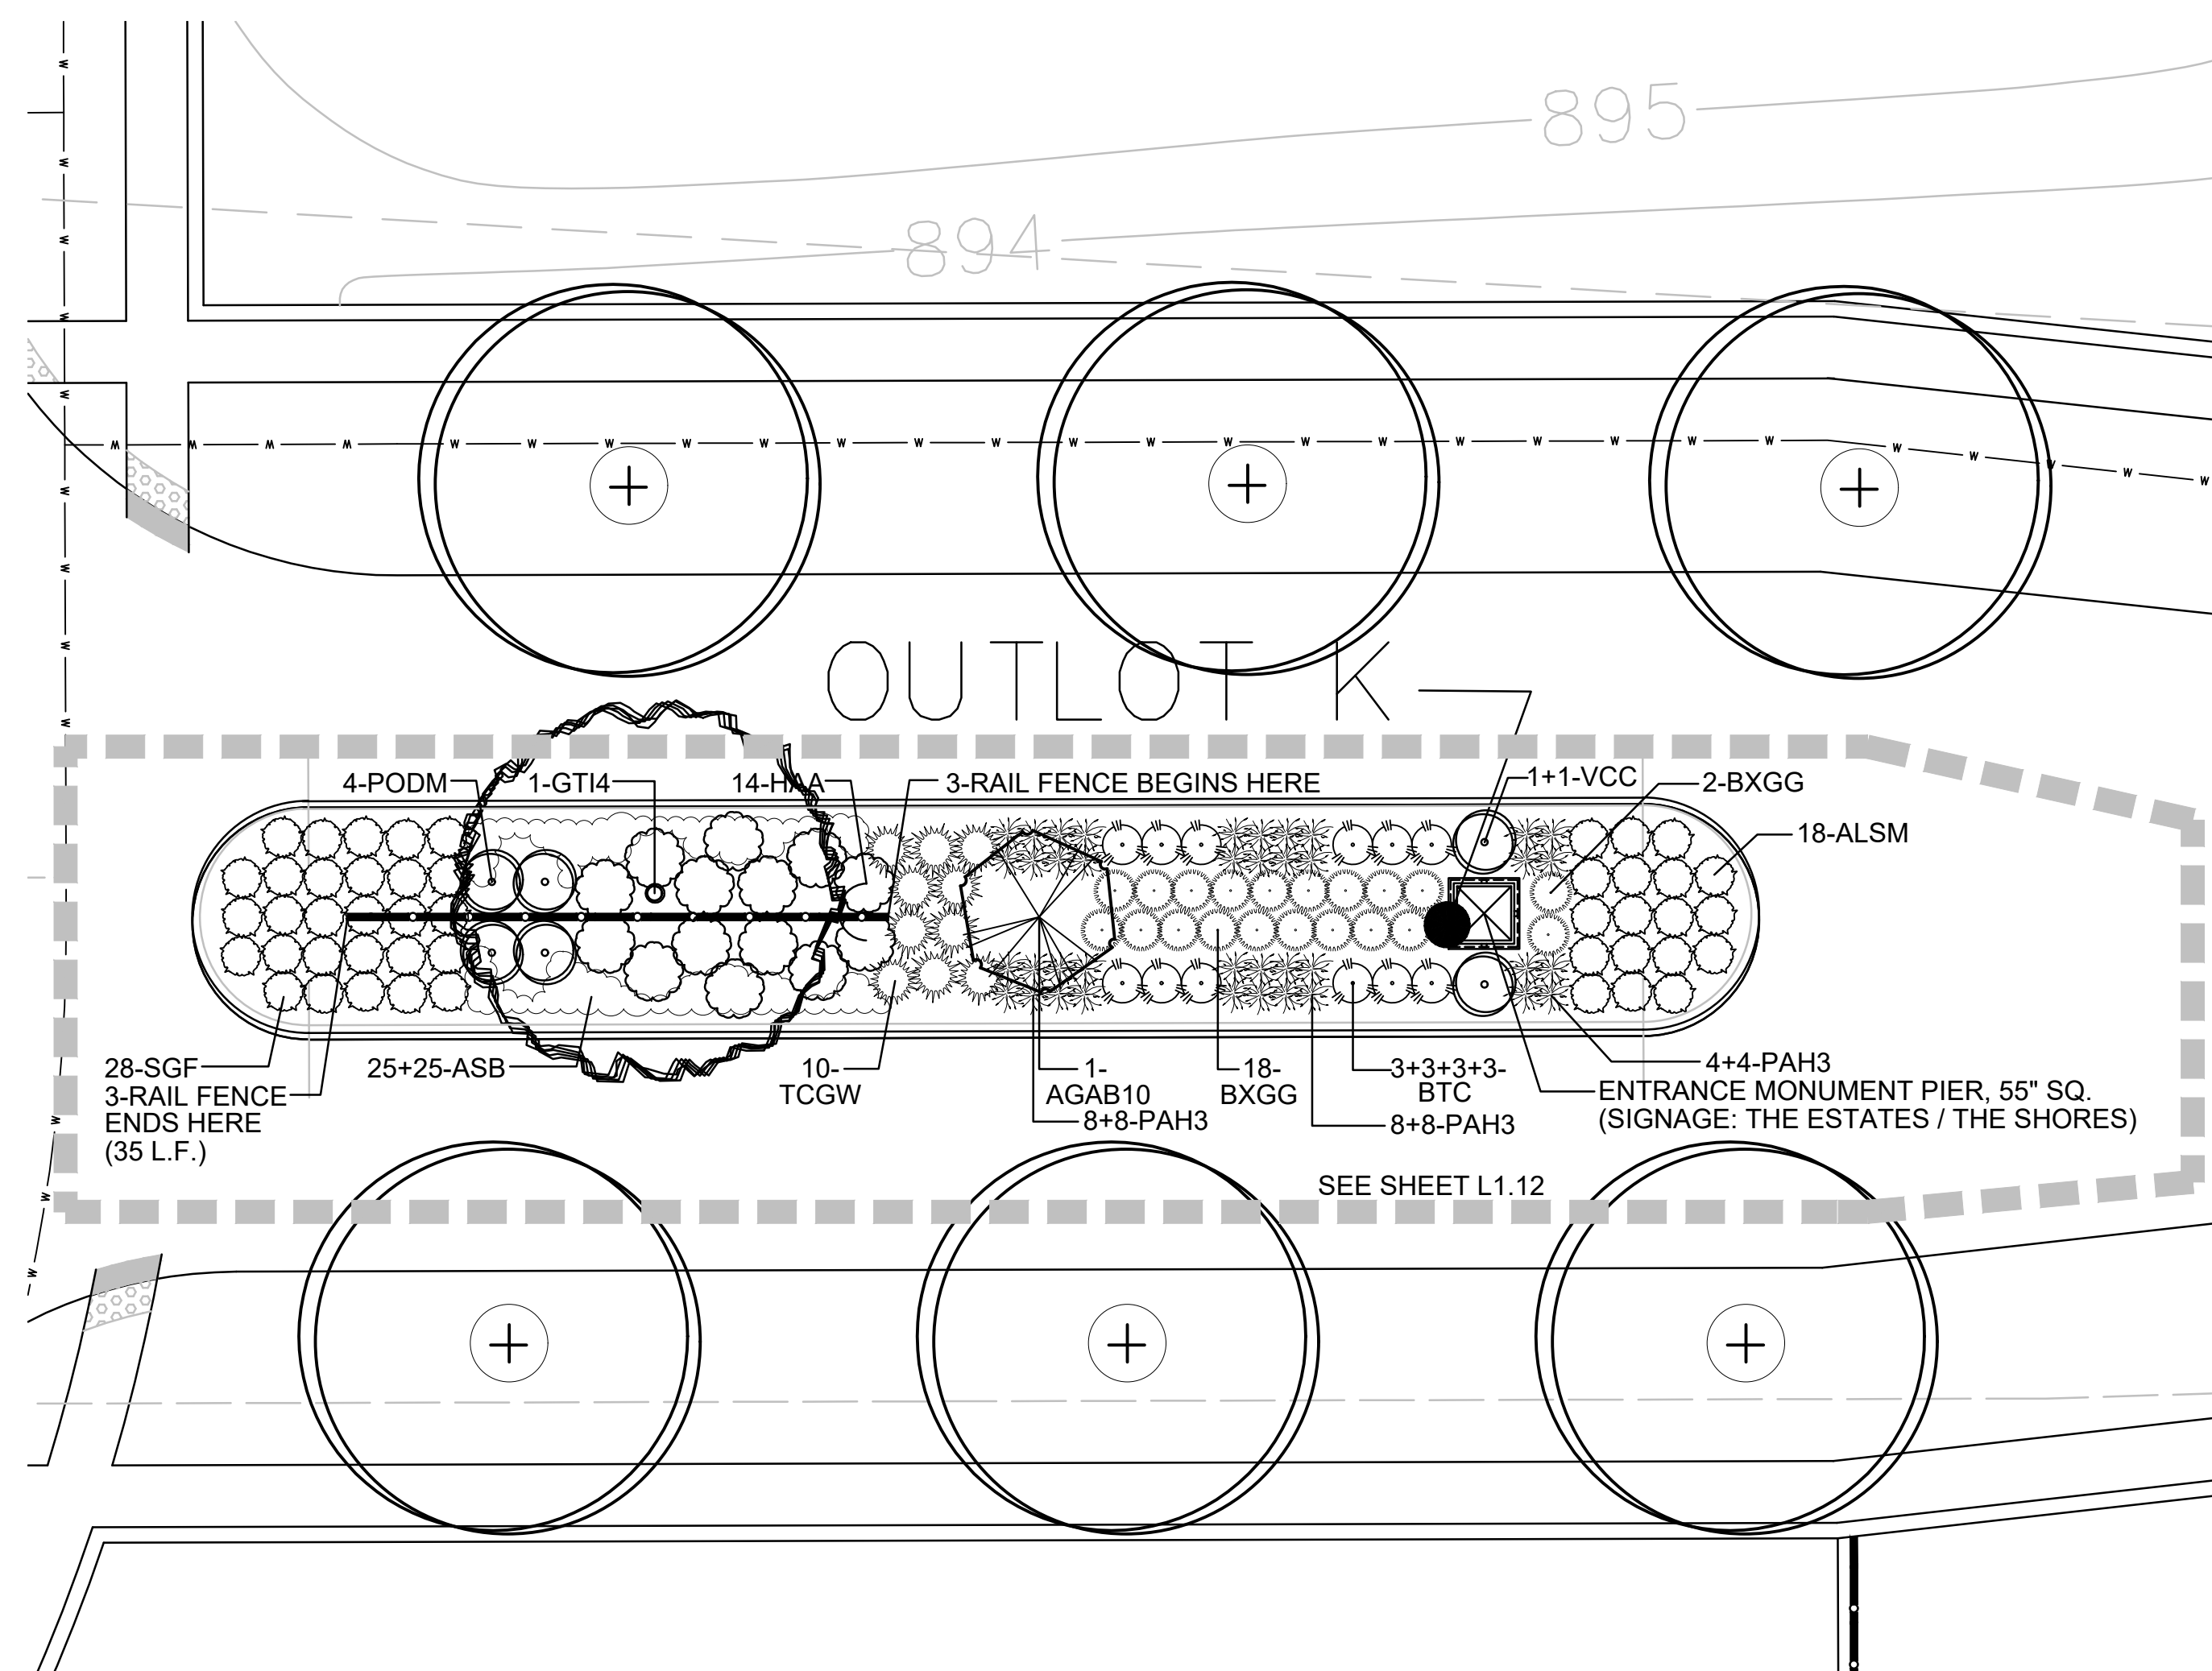 895
894
OUTLOT K
4-PODM
1-GTI4
14-HAA
3-RAIL FENCE BEGINS HERE
1+1-VCC
2-BXGG
18-ALSM
28-SGF
3-RAIL FENCE
ENDS HERE
(35 L.F.)
25+25-ASB
10-
TCGW
1-
AGAB10
8+8-PAH3
18-
BXGG
3+3+3+3-
BTC
8+8-PAH3
4+4-PAH3
ENTRANCE MONUMENT PIER, 55" SQ.
(SIGNAGE: THE ESTATES / THE SHORES)
SEE SHEET L1.12